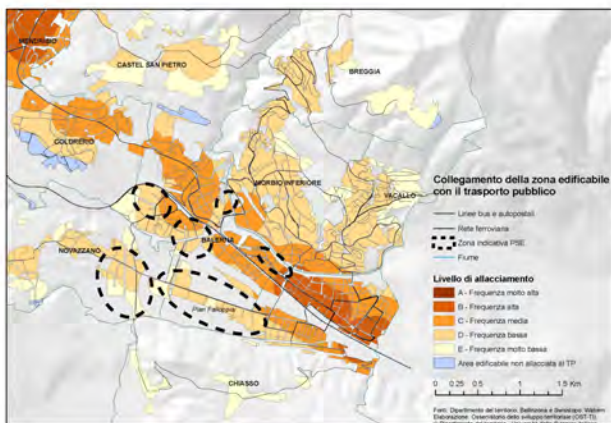 MENDRISIO
CASTEL SAN PIETRO
BREGGIA
COLDRERIO
MORBIO INFERIORE
VACALLO
BALERNA
NOVAZZANO
Pian Faloppia
CHIASSO
Collegamento della zona edificabile
con il trasporto pubblico
Linee bus e autopostali
Rete ferroviaria
Zona indicativa PSE
Fiume
Livello di allacciamento
A - Frequenza molto alta
B - Frequenza alta
C - Frequenza media
D - Frequenza bassa
E - Frequenza molto bassa
Area edificabile non allacciata al TP
0 0.25 0.5 1 1.5 Km
Fonti: Dipartimento del territorio, Bellinzona e Swisstopo, Wabern
Elaborazione: Osservatorio dello sviluppo territoriale (OST-TI)